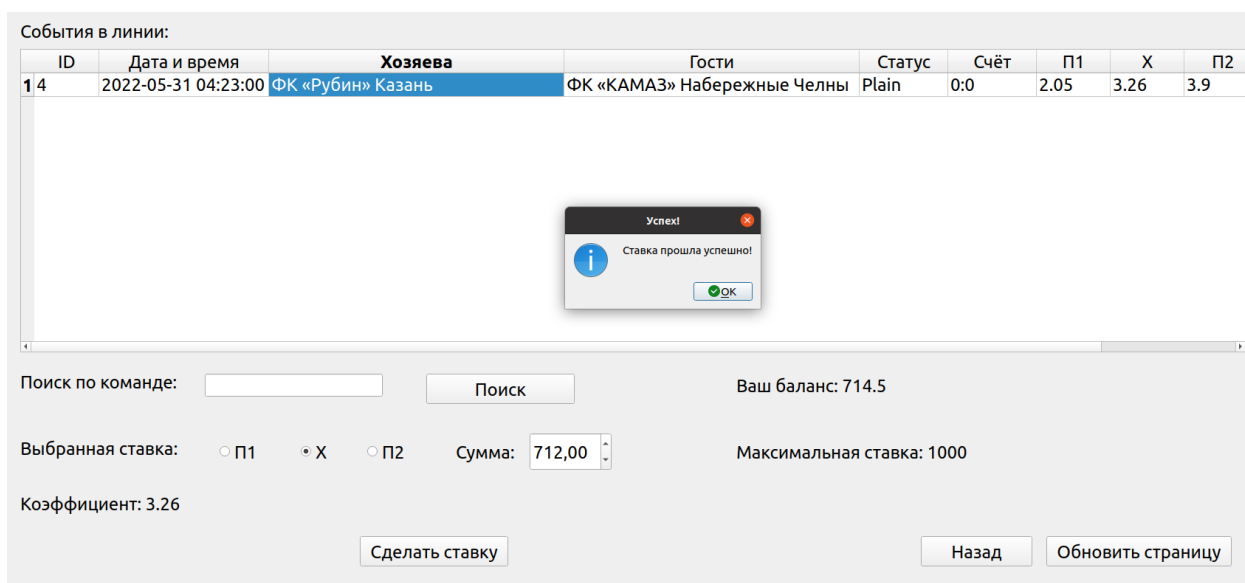 События в линии:
ID Дата и время Хозяева Гости Статус Счёт П1 X П2
1 4 2022-05-31 04:23:00 ФК «Рубин» Казань ФК «КАМАЗ» Набережные Челны Plain 0:0 2.05 3.26 3.9
Успех!
Ставка прошла успешно!
OK
Поиск по команде: Поиск Ваш баланс: 714.5
Выбранная ставка: П1 X П2 Сумма: 712,00 Максимальная ставка: 1000
Коэффициент: 3.26
Сделать ставку Назад Обновить страницу